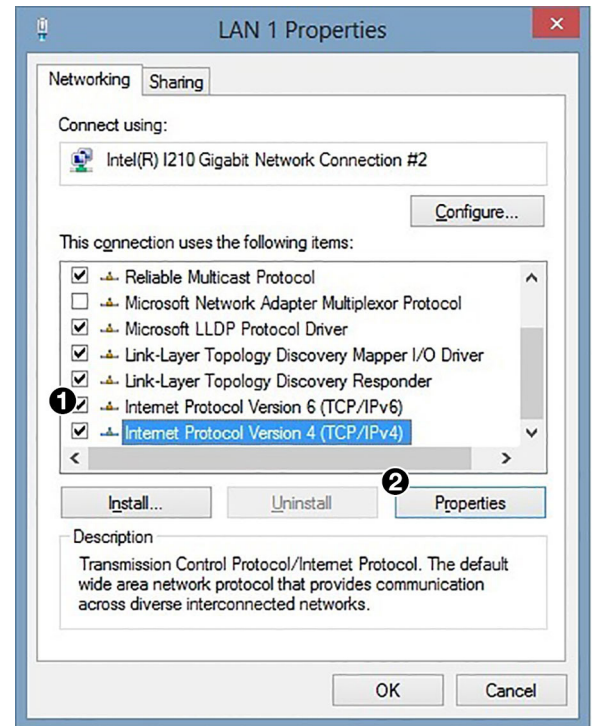 LAN 1 Properties
Networking
Sharing
Connect using:
Intel(R) I210 Gigabit Network Connection #2
Configure...
This connection uses the following items:
Reliable Multicast Protocol
Microsoft Network Adapter Multiplexor Protocol
Microsoft LLDP Protocol Driver
Link-Layer Topology Discovery Mapper I/O Driver
Link-Layer Topology Discovery Responder
1
Internet Protocol Version 6 (TCP/IPv6)
Internet Protocol Version 4 (TCP/IPv4)
2
Install...
Uninstall
Properties
Description
Transmission Control Protocol/Internet Protocol. The default
wide area network protocol that provides communication
across diverse interconnected networks.
OK
Cancel